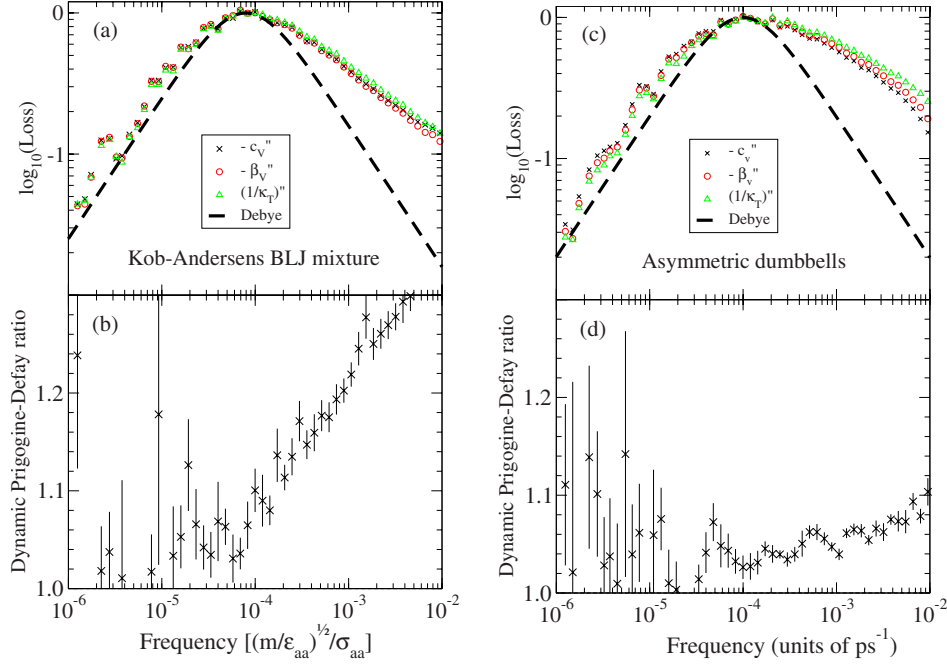 (a)
0
-1
log10(Loss)
- cV"
- βV"
(1/κT)"
Debye
Kob-Andersens BLJ mixture
(b)
1.2
1.1
1.0
Dynamic Prigogine-Defay ratio
10^-6 10^-5 10^-4 10^-3 10^-2
Frequency [(m/εaa)^½/σaa]
(c)
0
-1
log10(Loss)
- cv"
- βv"
(1/κT)"
Debye
Asymmetric dumbbells
(d)
1.2
1.1
1.0
Dynamic Prigogine-Defay ratio
10^-6 10^-5 10^-4 10^-3 10^-2
Frequency (units of ps^-1)